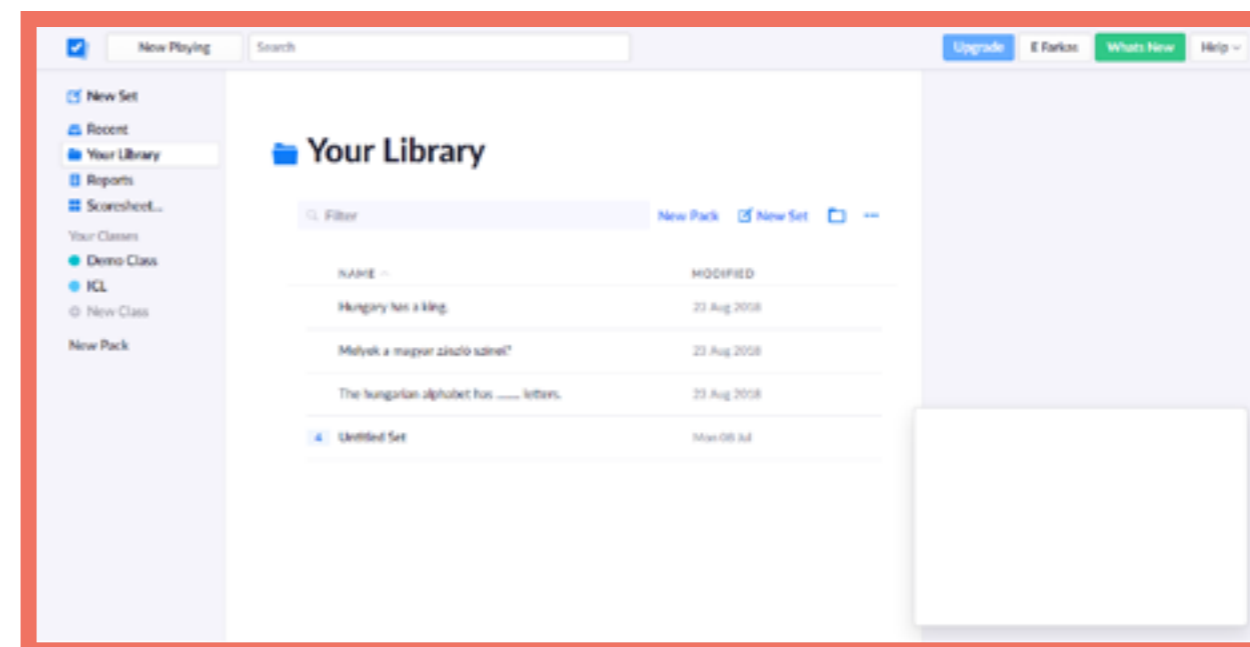 Now Playing
Search
Upgrade
E Farkas
Whats New
Help
New Set
Recent
Your Library
Reports
Scoresheet...
Your Classes
Demo Class
ICL
New Class
New Pack
Your Library
Filter
New Pack
New Set
NAME
MODIFIED
Hungary has a king.
23 Aug 2018
Melyek a magyar zászló színei?
23 Aug 2018
The hungarian alphabet has ____ letters.
23 Aug 2018
4
Untitled Set
Mon 08 Jul